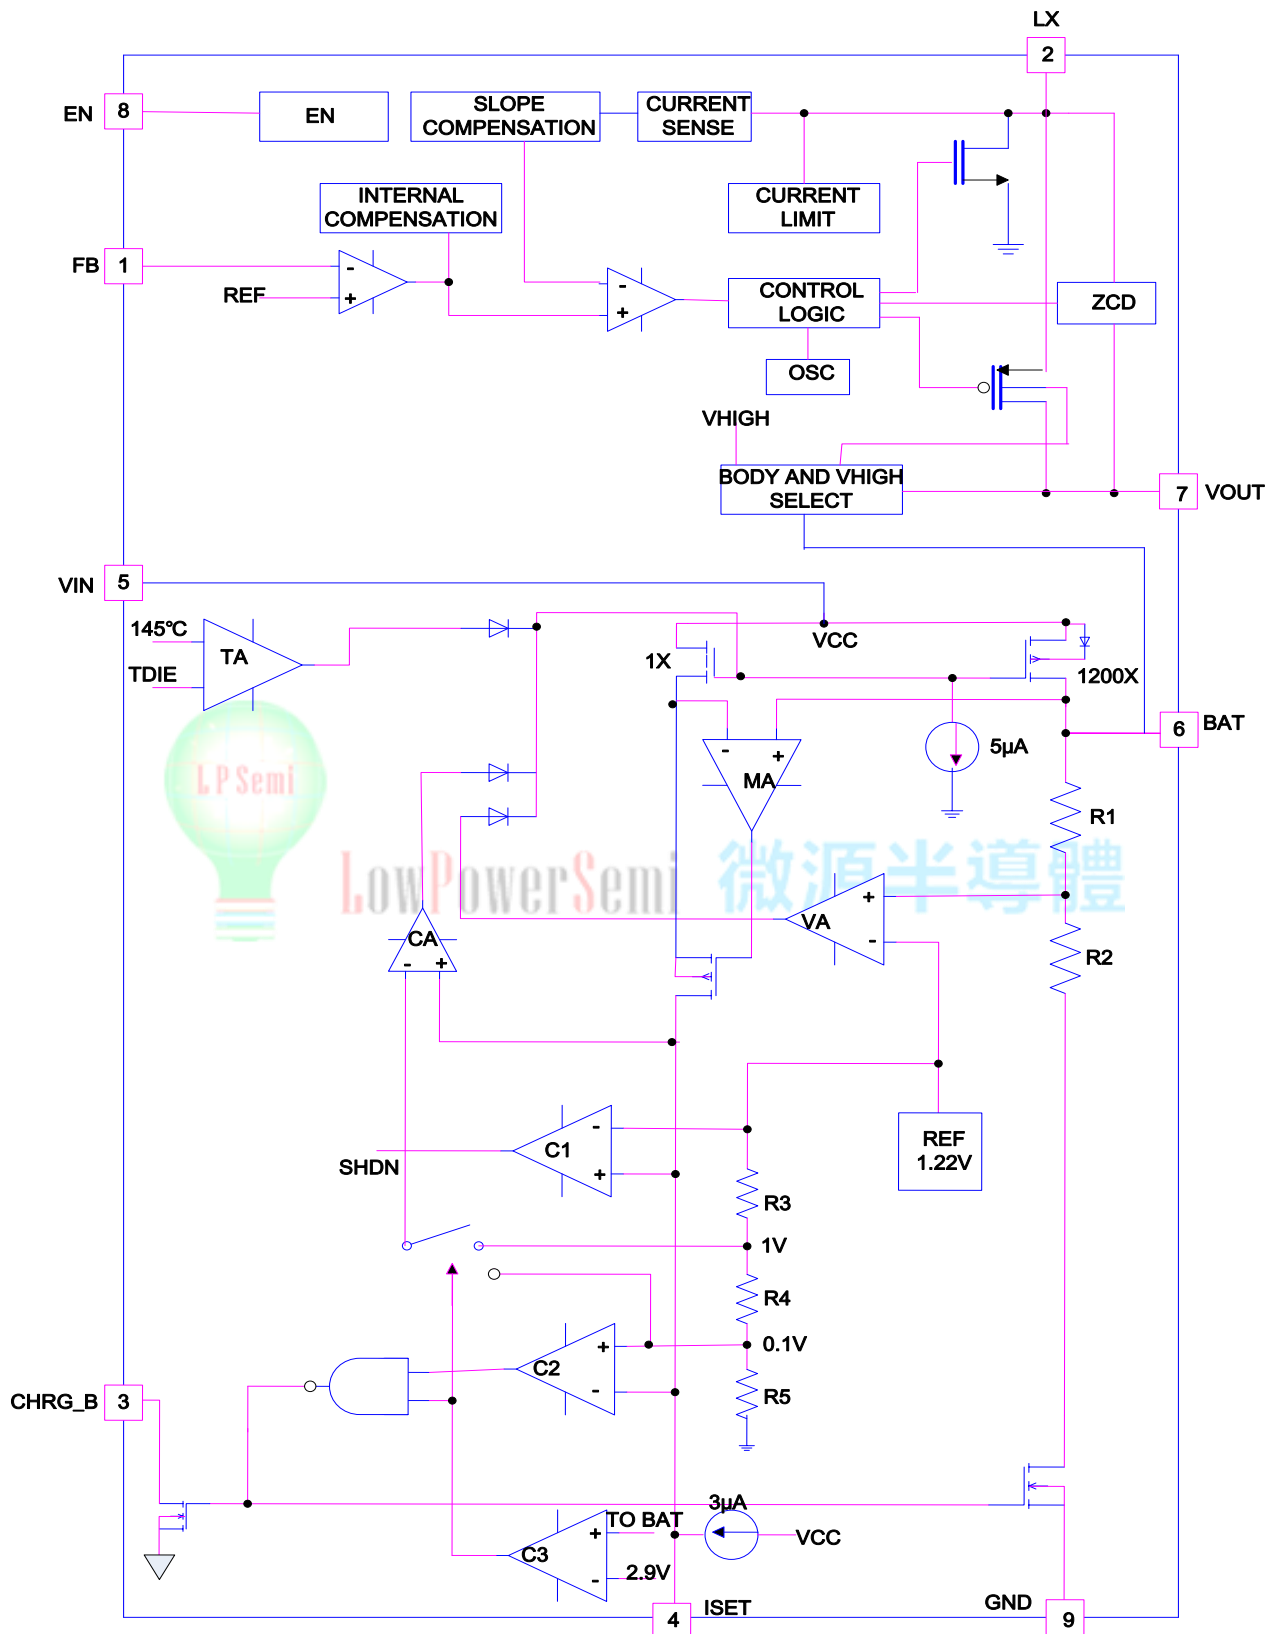 LX
2
EN
8
EN
SLOPE
COMPENSATION
CURRENT
SENSE
INTERNAL
COMPENSATION
CURRENT
LIMIT
FB
1
-
REF
+
-
+
CONTROL
LOGIC
ZCD
OSC
VHIGH
BODY AND VHIGH
SELECT
7
VOUT
VIN
5
145℃
TA
TDIE
VCC
1X
1200X
6
BAT
5µA
-
+
MA
LPSemi
R1
LowPowerSemi 微源半導體
+
VA
-
CA
-
+
R2
-
C1
+
SHDN
REF
1.22V
R3
1V
R4
+
0.1V
C2
-
R5
CHRG_B
3
3µA
TO BAT
+
VCC
C3
2.9V
-
4
ISET
GND
9